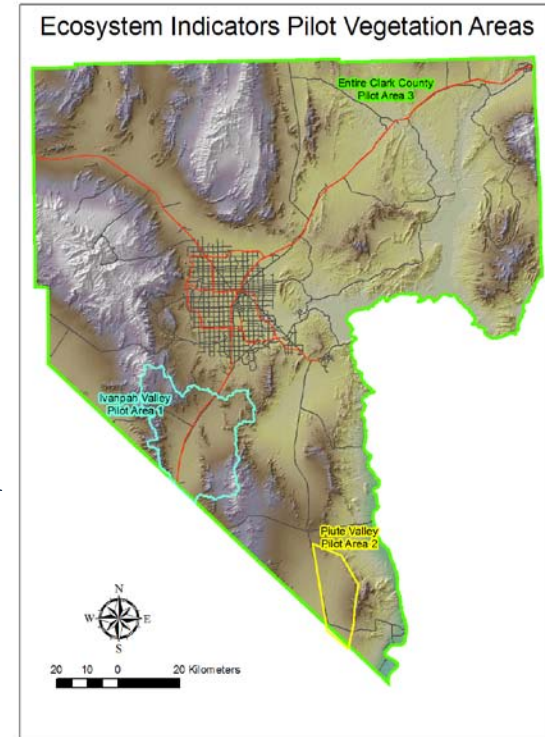 Ecosystem Indicators Pilot Vegetation Areas
Entire Clark County
Pilot Area 3
Ivanpah Valley
Pilot Area 1
Piute Valley
Pilot Area 2
N
W E
S
20 10 0 20 Kilometers